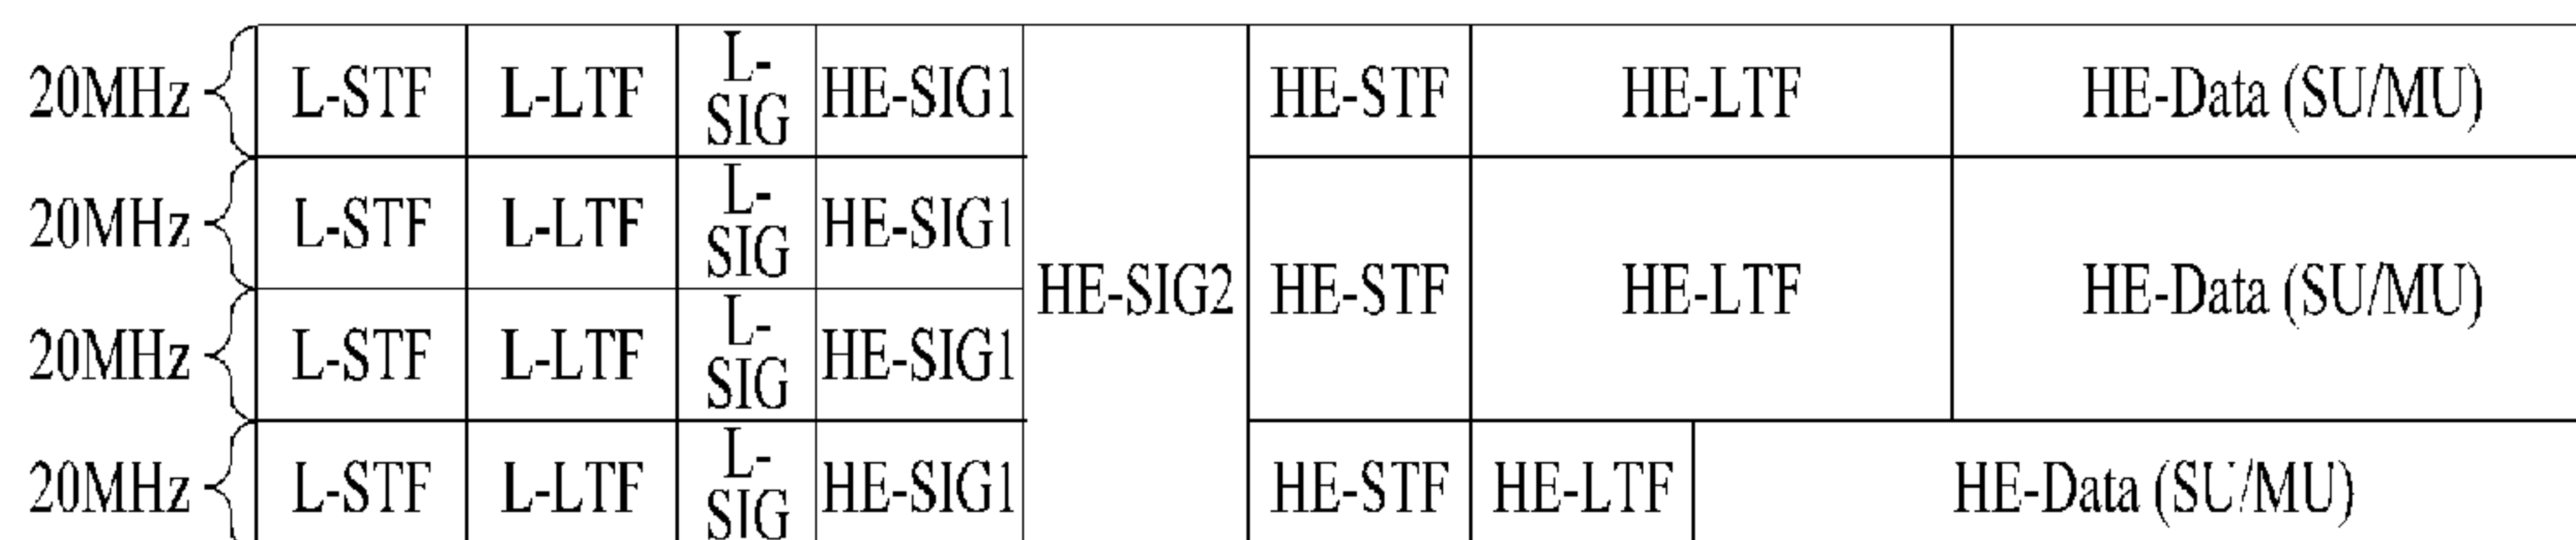 20MHz L-STF L-LTF L-SIG HE-SIG1 HE-STF HE-LTF HE-Data (SU/MU)
20MHz L-STF L-LTF L-SIG HE-SIG1
HE-SIG2 HE-STF HE-LTF HE-Data (SU/MU)
20MHz L-STF L-LTF L-SIG HE-SIG1
20MHz L-STF L-LTF L-SIG HE-SIG1 HE-STF HE-LTF HE-Data (SU/MU)